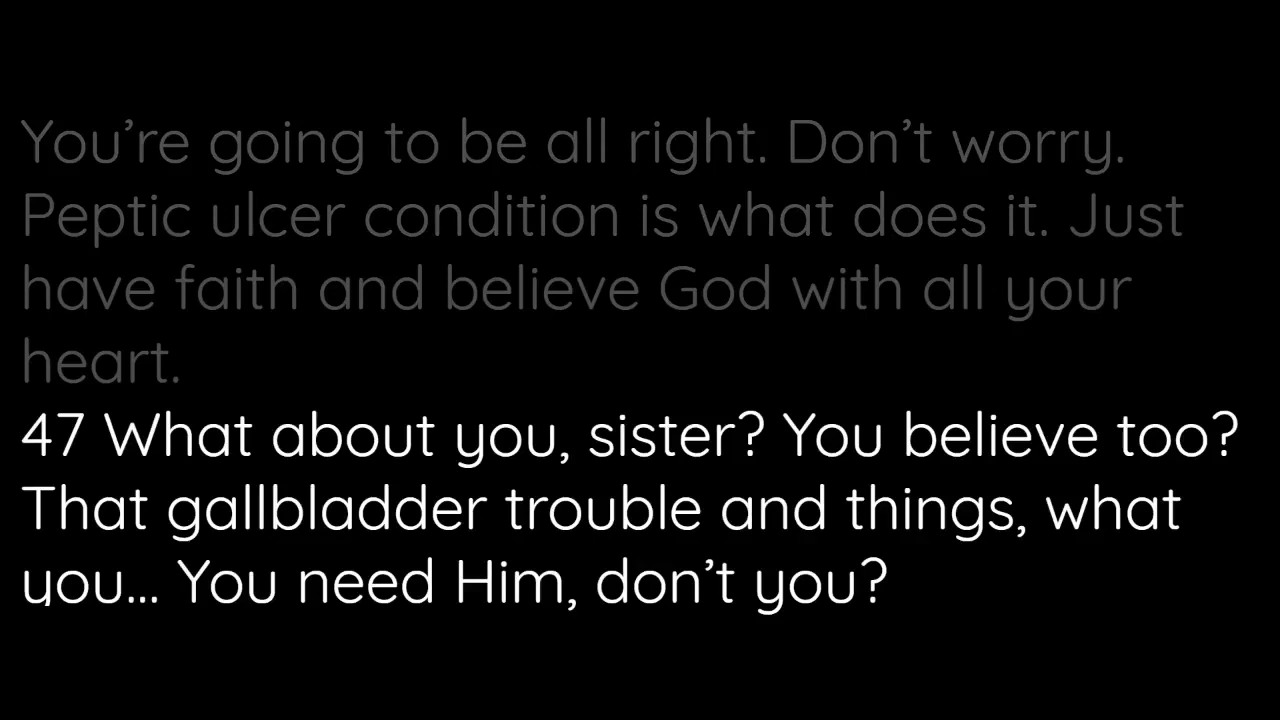 You’re going to be all right. Don’t worry.
Peptic ulcer condition is what does it. Just
have faith and believe God with all your
heart.
47 What about you, sister? You believe too?
That gallbladder trouble and things, what
you... You need Him, don’t you?